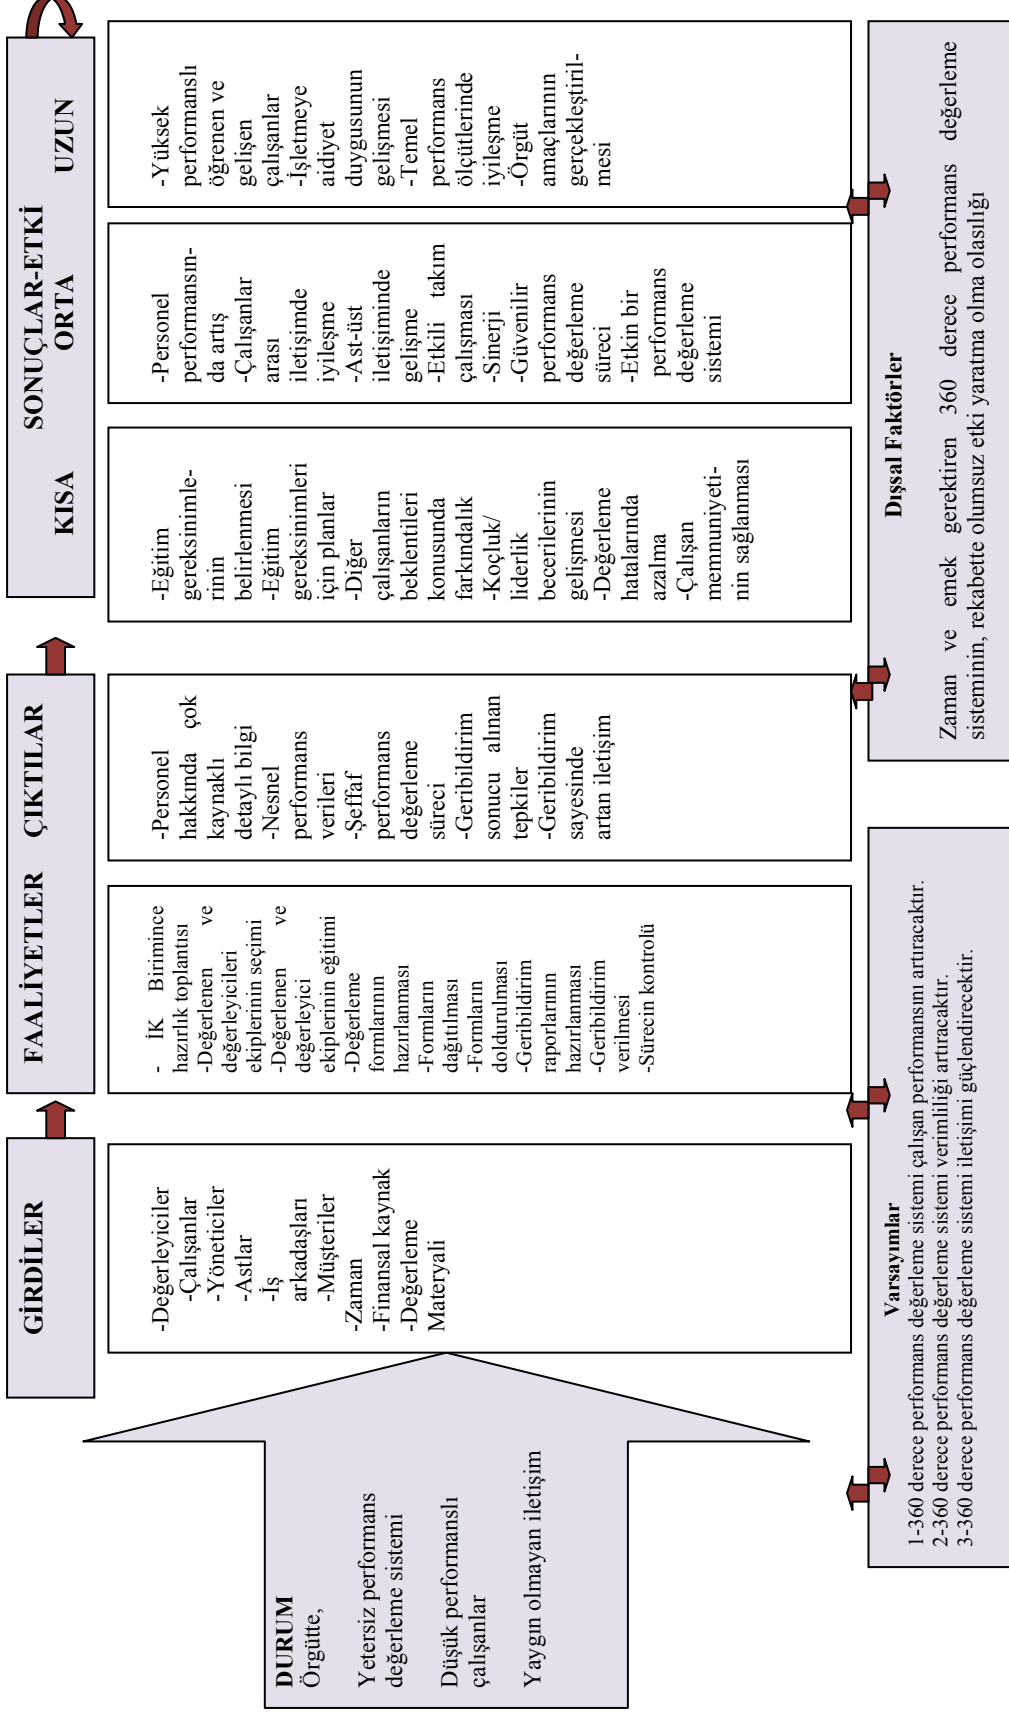 DURUM
Örgütte,
Yetersiz performans
değerleme sistemi
Düşük performanslı
çalışanlar
Yaygın olmayan iletişim
GİRDİLER
-Değerleyiciler
-Çalışanlar
-Yöneticiler
-Astlar
-İş
arkadaşları
-Müşteriler
-Zaman
-Finansal kaynak
-Değerleme
Materyali
FAALİYETLER
- İK Birimince
hazırlık toplantısı
-Değerlenen ve
değerleyicileri
ekiplerinin seçimi
-Değerlenen ve
değerleyici
ekiplerinin eğitimi
-Değerleme
formlarının
hazırlanması
-Formların
dağıtılması
-Formların
doldurulması
-Geribildirim
raporlarının
hazırlanması
-Geribildirim
verilmesi
-Sürecin kontrolü
ÇIKTILAR
-Personel
hakkında çok
kaynaklı
detaylı bilgi
-Nesnel
performans
verileri
-Şeffaf
performans
değerleme
süreci
-Geribildirim
sonucu alınan
tepkiler
-Geribildirim
sayesinde
artan iletişim
SONUÇLAR-ETKİ
KISA
ORTA
UZUN
-Eğitim
gereksinimle-
rinin
belirlenmesi
-Eğitim
gereksinimleri
için planlar
-Diğer
çalışanların
beklentileri
konusunda
farkındalık
-Koçluk/
liderlik
becerilerinin
gelişmesi
-Değerleme
hatalarında
azalma
-Çalışan
memnuniyeti-
nin sağlanması
-Personel
performansın-
da artış
-Çalışanlar
arası
iletişimde
iyileşme
-Ast-üst
iletişiminde
gelişme
-Etkili takım
çalışması
-Sinerji
-Güvenilir
performans
değerleme
süreci
-Etkin bir
performans
değerleme
sistemi
-Yüksek
performanslı
öğrenen ve
gelişen
çalışanlar
-İşletmeye
aidiyet
duygusunun
gelişmesi
-Temel
performans
ölçütlerinde
iyileşme
-Örgüt
amaçlarının
gerçekleştiril-
mesi
Varsayımlar
1-360 derece performans değerleme sistemi çalışan performansını artıracaktır.
2-360 derece performans değerleme sistemi verimliliği artıracaktır.
3-360 derece performans değerleme sistemi iletişimi güçlendirecektir.
Dışsal Faktörler
Zaman ve emek gerektiren 360 derece performans değerleme
sisteminin, rekabette olumsuz etki yaratma olma olasılığı